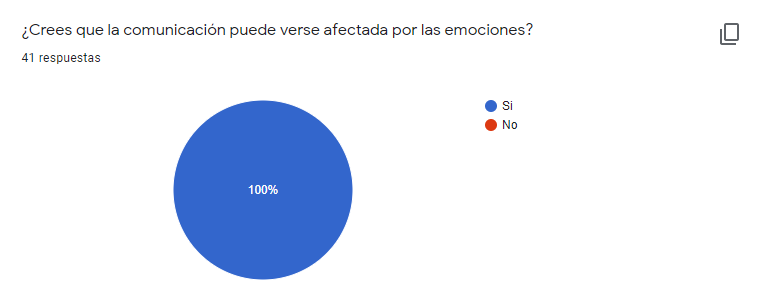 ¿Crees que la comunicación puede verse afectada por las emociones?
41 respuestas
Si
No
100%